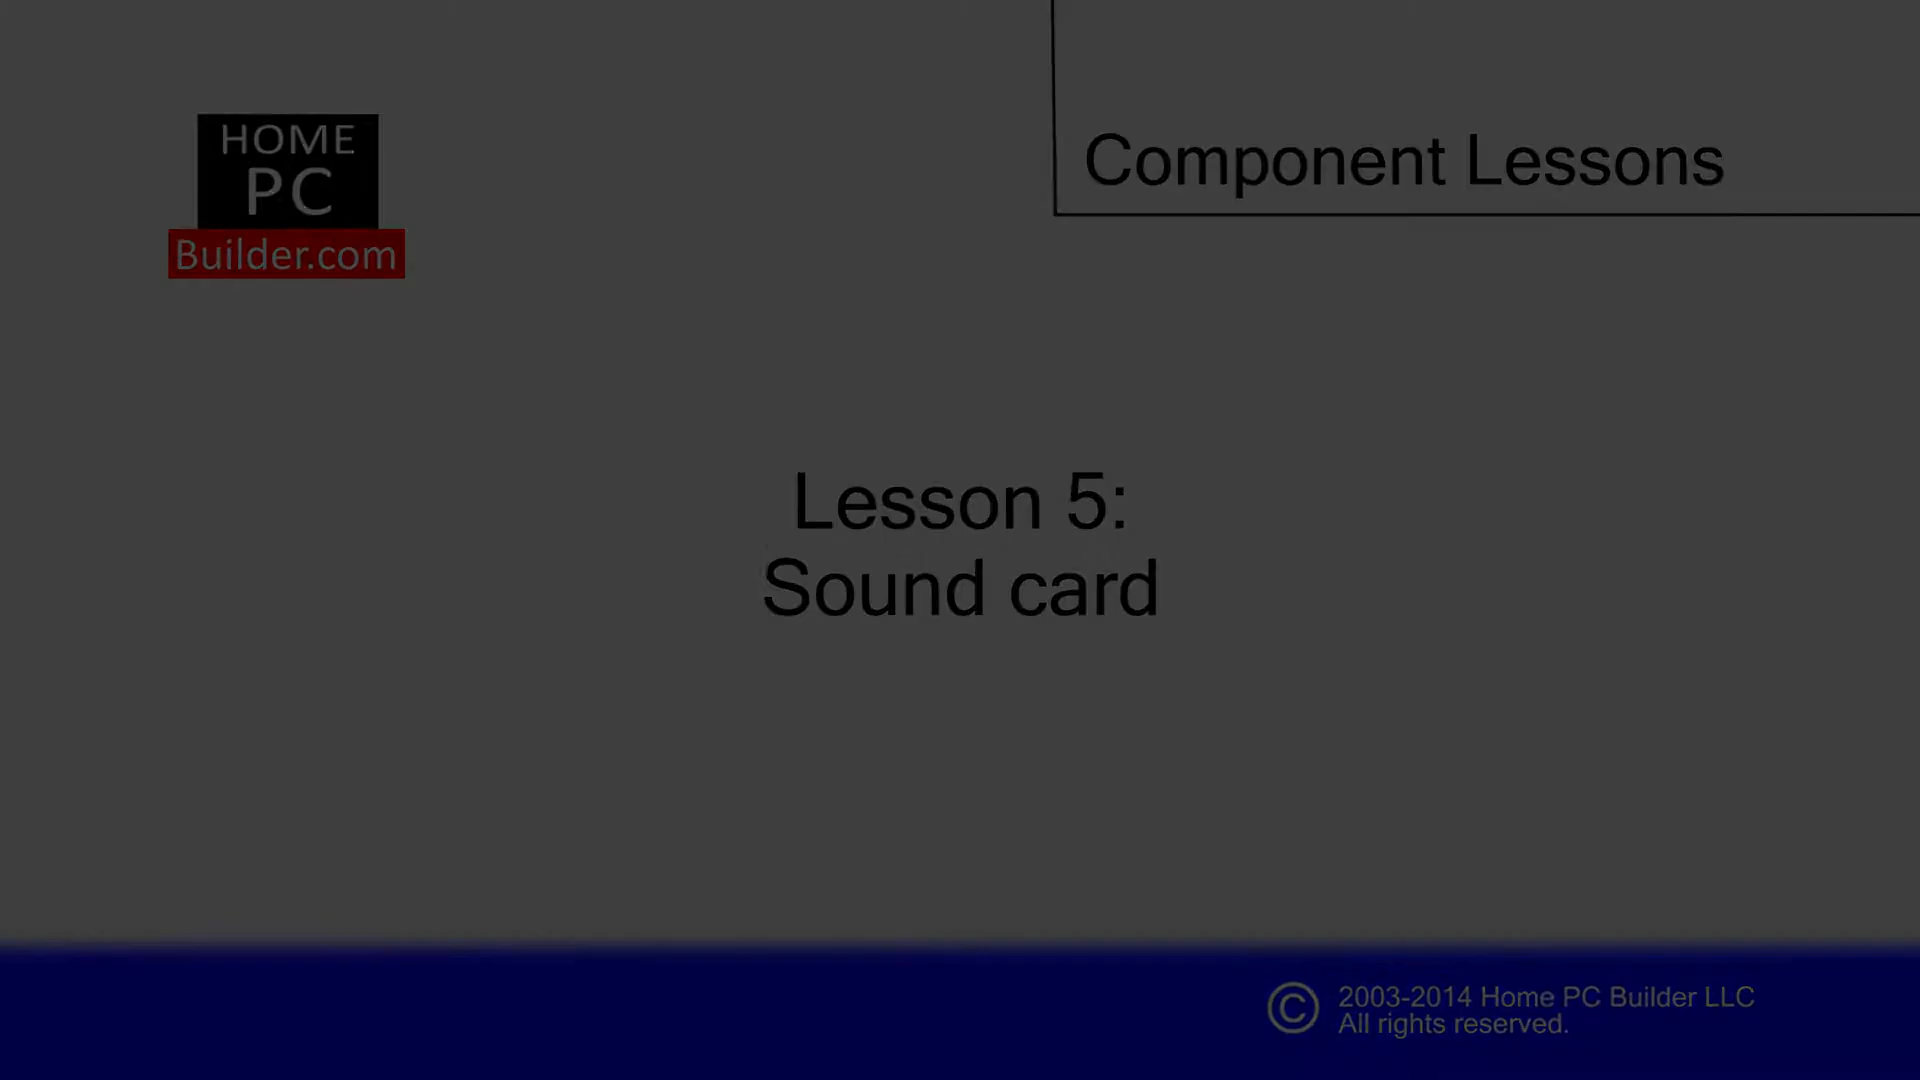 HOME
PC
Builder.com
Component Lessons
Lesson 5:
Sound card
© 2003-2014 Home PC Builder LLC
All rights reserved.